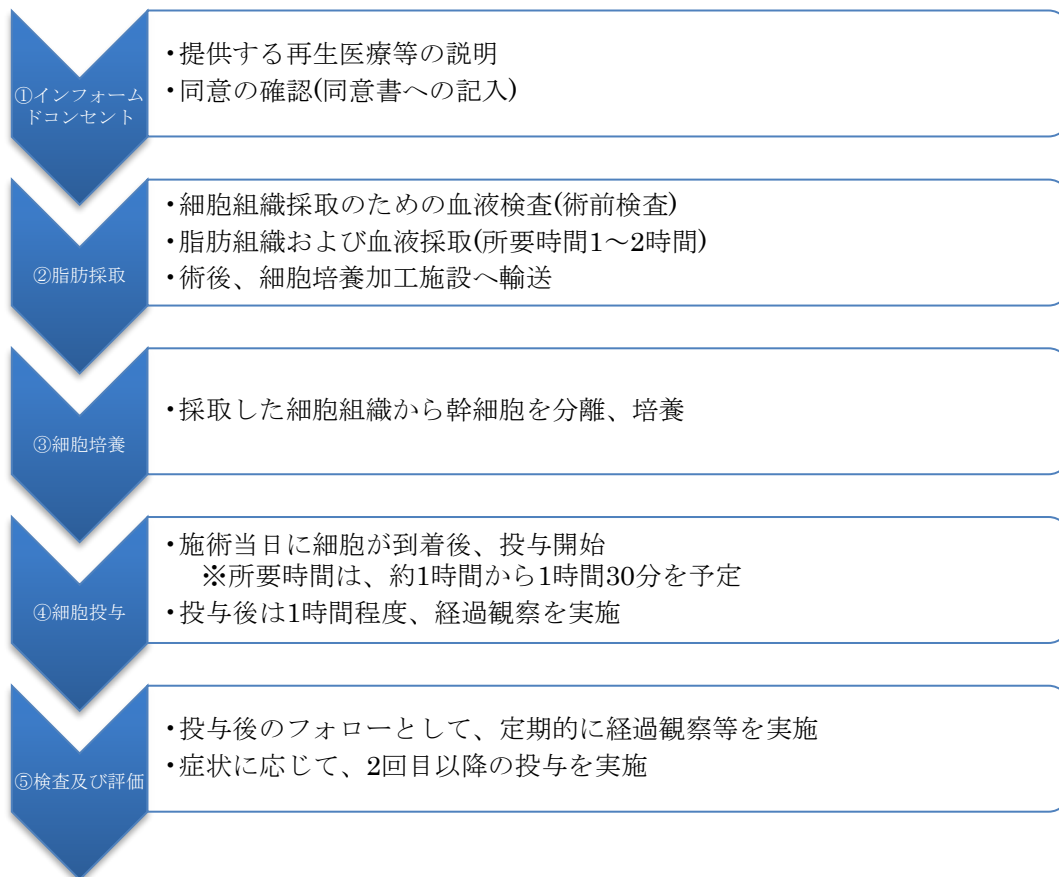 ①インフォーム
ドコンセント
・提供する再生医療等の説明
・同意の確認(同意書への記入)
②脂肪採取
・細胞組織採取のための血液検査(術前検査)
・脂肪組織および血液採取(所要時間1～2時間)
・術後、細胞培養加工施設へ輸送
③細胞培養
・採取した細胞組織から幹細胞を分離、培養
④細胞投与
・施術当日に細胞が到着後、投与開始
※所要時間は、約1時間から1時間30分を予定
・投与後は1時間程度、経過観察を実施
⑤検査及び評価
・投与後のフォローとして、定期的に経過観察等を実施
・症状に応じて、2回目以降の投与を実施